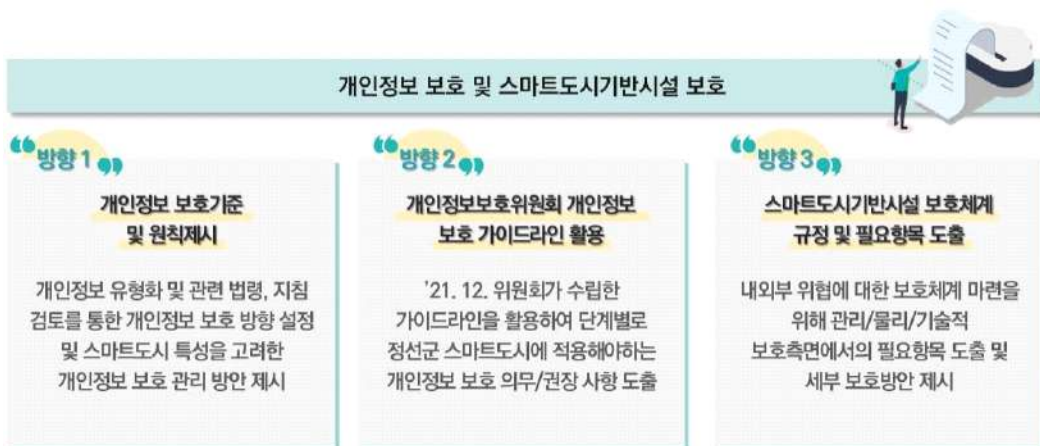 개인정보 보호 및 스마트도시기반시설 보호
방향 1
개인정보 보호기준
및 원칙제시
개인정보 유형화 및 관련 법령, 지침
검토를 통한 개인정보 보호 방향 설정
및 스마트도시 특성을 고려한
개인정보 보호 관리 방안 제시
방향 2
개인정보보호위원회 개인정보
보호 가이드라인 활용
'21. 12. 위원회가 수립한
가이드라인을 활용하여 단계별로
정선군 스마트도시에 적용해야하는
개인정보 보호 의무/권장 사항 도출
방향 3
스마트도시기반시설 보호체계
규정 및 필요항목 도출
내외부 위협에 대한 보호체계 마련을
위해 관리/물리/기술적
보호측면에서의 필요항목 도출 및
세부 보호방안 제시